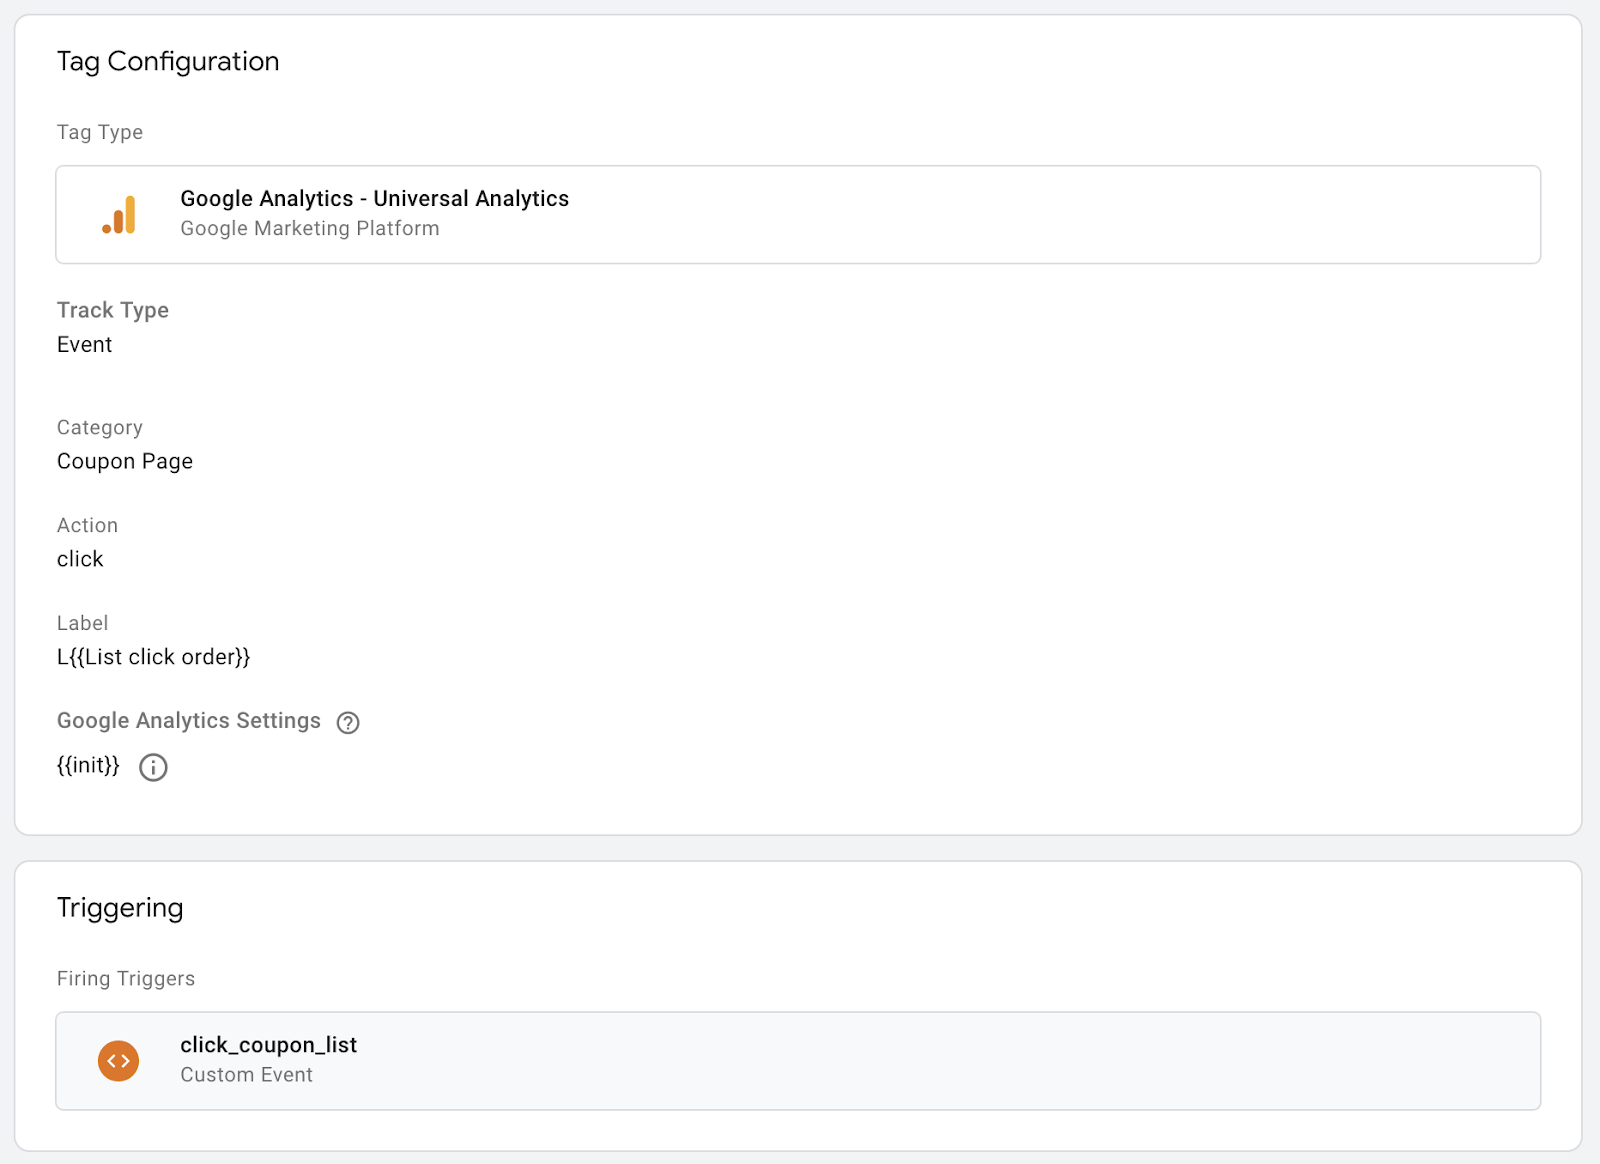 Tag Configuration
Tag Type
Google Analytics - Universal Analytics
Google Marketing Platform
Track Type
Event
Category
Coupon Page
Action
click
Label
L{{List click order}}
Google Analytics Settings
{{init}}
Triggering
Firing Triggers
click_coupon_list
Custom Event